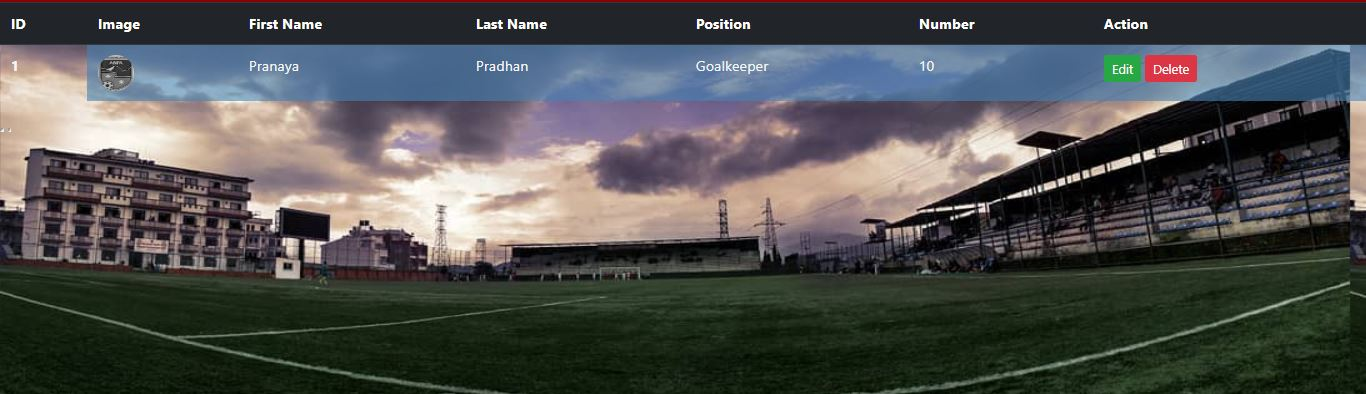 ID Image First Name Last Name Position Number Action
1 Pranaya Pradhan Goalkeeper 10 Edit Delete